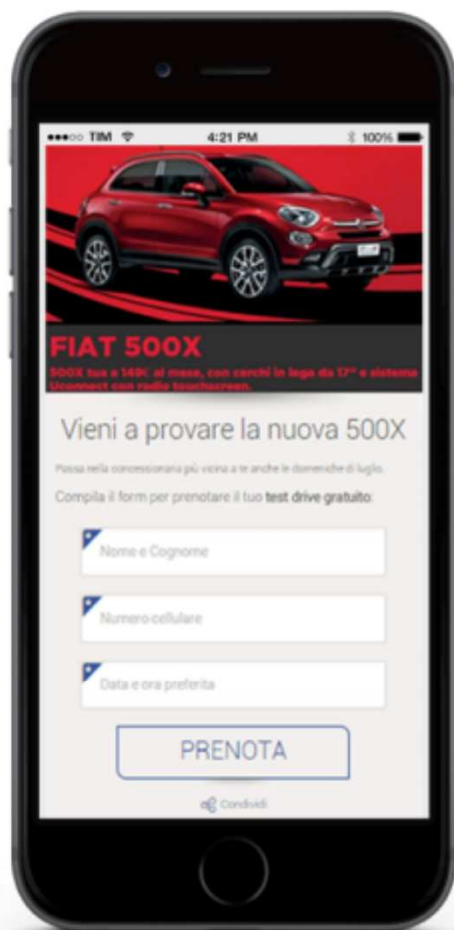 TIM 4:21 PM 100%
FIAT 500X
500X tua a 149€ al mese, con cerchi in lega da 17" e sistema
Uconnect con radio touchscreen.
Vieni a provare la nuova 500X
Passa nella concessionaria più vicina a te anche le domeniche di luglio.
Compila il form per prenotare il tuo test drive gratuito:
Nome e Cognome
Numero cellulare
Data e ora preferita
PRENOTA
Condividi